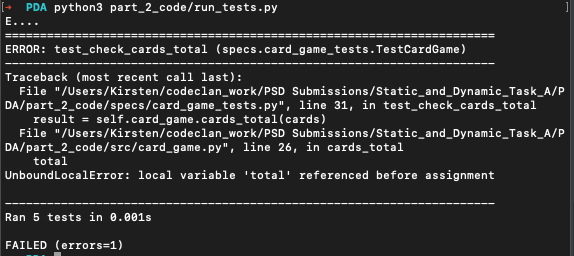 [→ PDA python3 part_2_code/run_tests.py ]
E....
======================================================================
ERROR: test_check_cards_total (specs.card_game_tests.TestCardGame)
----------------------------------------------------------------------
Traceback (most recent call last):
  File "/Users/Kirsten/codeclan_work/PSD Submissions/Static_and_Dynamic_Task_A/P
DA/part_2_code/specs/card_game_tests.py", line 31, in test_check_cards_total
    result = self.card_game.cards_total(cards)
  File "/Users/Kirsten/codeclan_work/PSD Submissions/Static_and_Dynamic_Task_A/P
DA/part_2_code/src/card_game.py", line 26, in cards_total
    total
UnboundLocalError: local variable 'total' referenced before assignment
----------------------------------------------------------------------
Ran 5 tests in 0.001s
FAILED (errors=1)